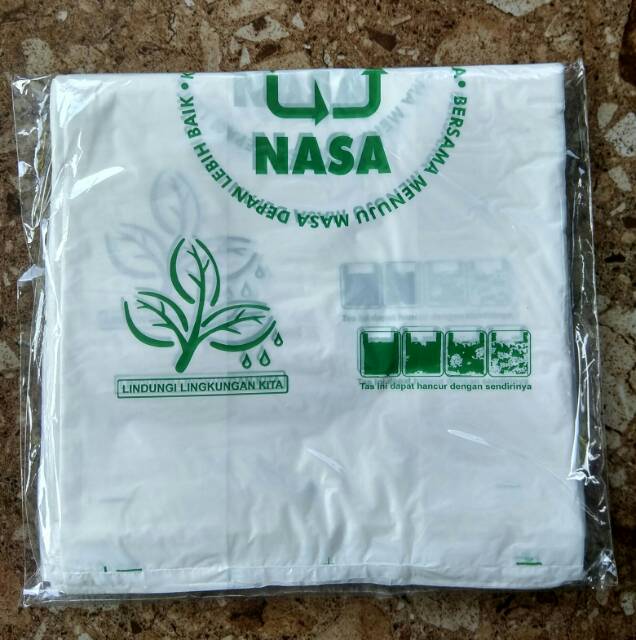 NASA
• BERSAMA MENUJU MASA DEPAN LEBIH BAIK •
LINDUNGI LINGKUNGAN KITA
Tas ini dapat hancur dengan sendirinya